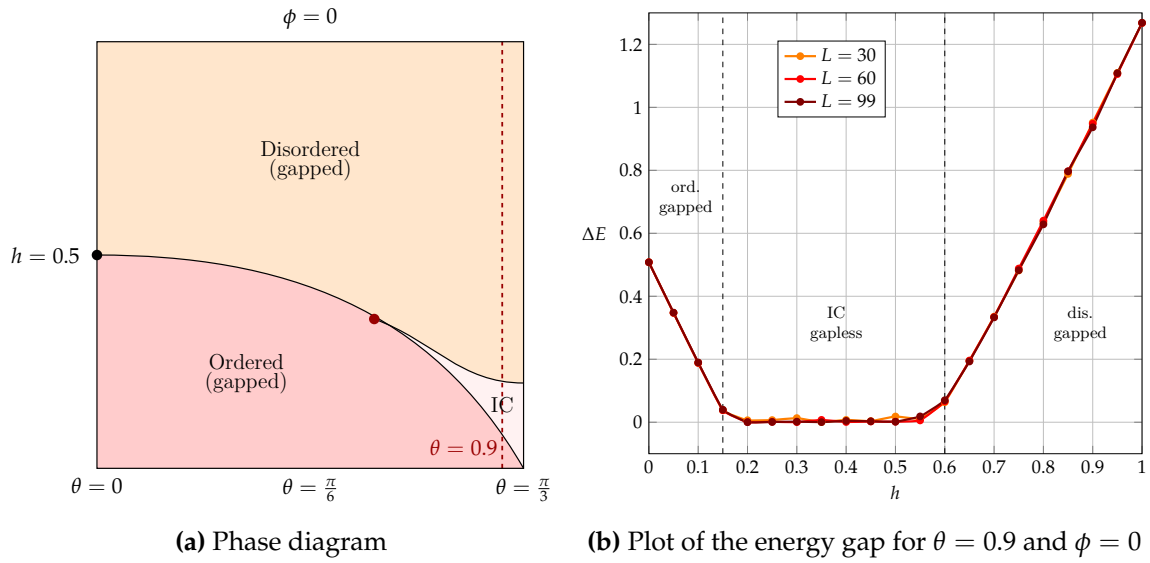 ϕ = 0
Disordered
(gapped)
h = 0.5
Ordered
(gapped)
IC
θ = 0.9
θ = 0
θ = π/6
θ = π/3
(a) Phase diagram
1.2
1
0.8
0.6
0.4
0.2
0
ΔE
L = 30
L = 60
L = 99
ord.
gapped
IC
gapless
dis.
gapped
0 0.1 0.2 0.3 0.4 0.5 0.6 0.7 0.8 0.9 1
h
(b) Plot of the energy gap for θ = 0.9 and ϕ = 0